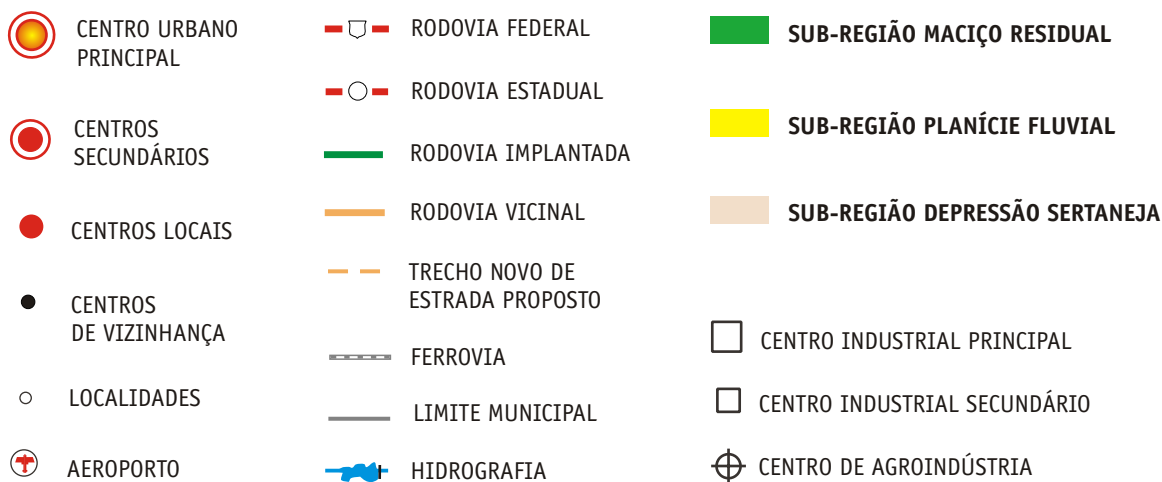 CENTRO URBANO
PRINCIPAL
CENTROS
SECUNDÁRIOS
CENTROS LOCAIS
CENTROS
DE VIZINHANÇA
LOCALIDADES
AEROPORTO
RODOVIA FEDERAL
RODOVIA ESTADUAL
RODOVIA IMPLANTADA
RODOVIA VICINAL
TRECHO NOVO DE
ESTRADA PROPOSTO
FERROVIA
LIMITE MUNICIPAL
HIDROGRAFIA
SUB-REGIÃO MACIÇO RESIDUAL
SUB-REGIÃO PLANÍCIE FLUVIAL
SUB-REGIÃO DEPRESSÃO SERTANEJA
CENTRO INDUSTRIAL PRINCIPAL
CENTRO INDUSTRIAL SECUNDÁRIO
CENTRO DE AGROINDÚSTRIA